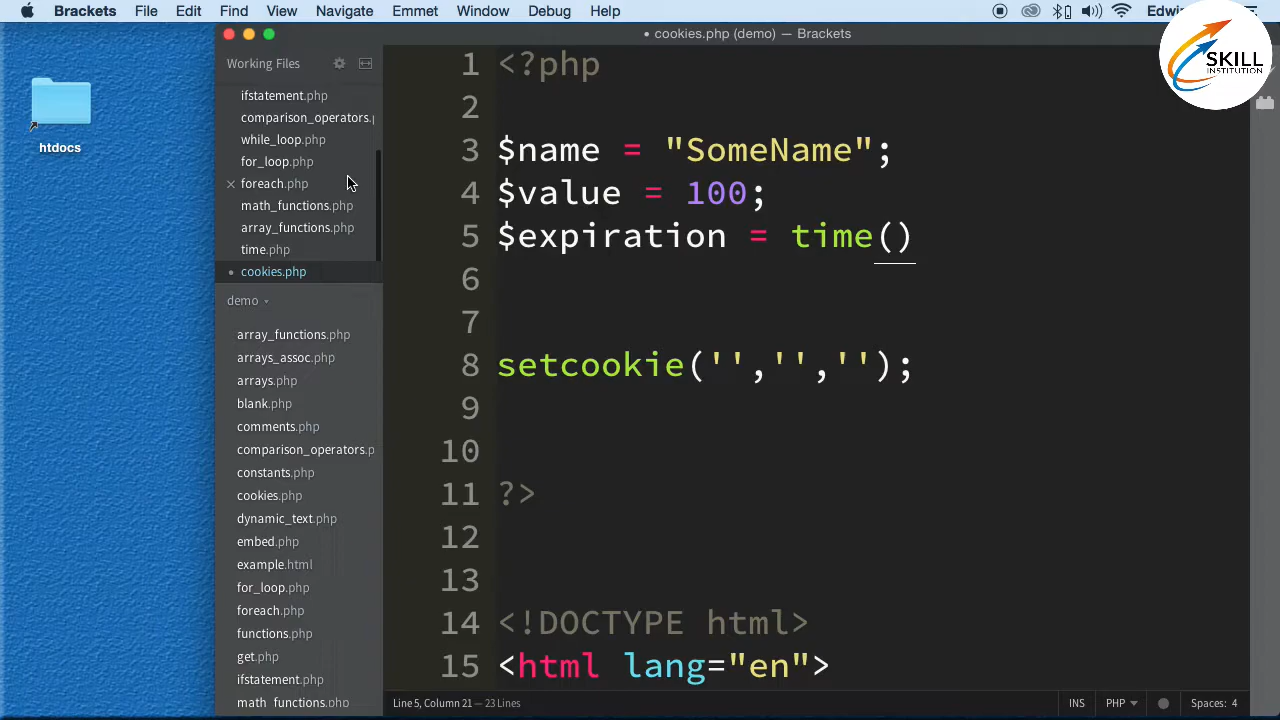 Brackets File Edit Find View Navigate Emmet Window Debug Help
cookies.php (demo) — Brackets
SKILL
INSTITUTION
htdocs
Working Files
ifstatement.php
comparison_operators.
while_loop.php
for_loop.php
foreach.php
math_functions.php
array_functions.php
time.php
cookies.php
demo
array_functions.php
arrays_assoc.php
arrays.php
blank.php
comments.php
comparison_operators.p
constants.php
cookies.php
dynamic_text.php
embed.php
example.html
for_loop.php
foreach.php
functions.php
get.php
ifstatement.php
math_functions.php
1 <?php
2
3 $name = "SomeName";
4 $value = 100;
5 $expiration = time()
6
7
8 setcookie('','','');
9
10
11 ?>
12
13
14 <!DOCTYPE html>
15 <html lang="en">
Line 5, Column 21 — 23 Lines
INS PHP Spaces: 4